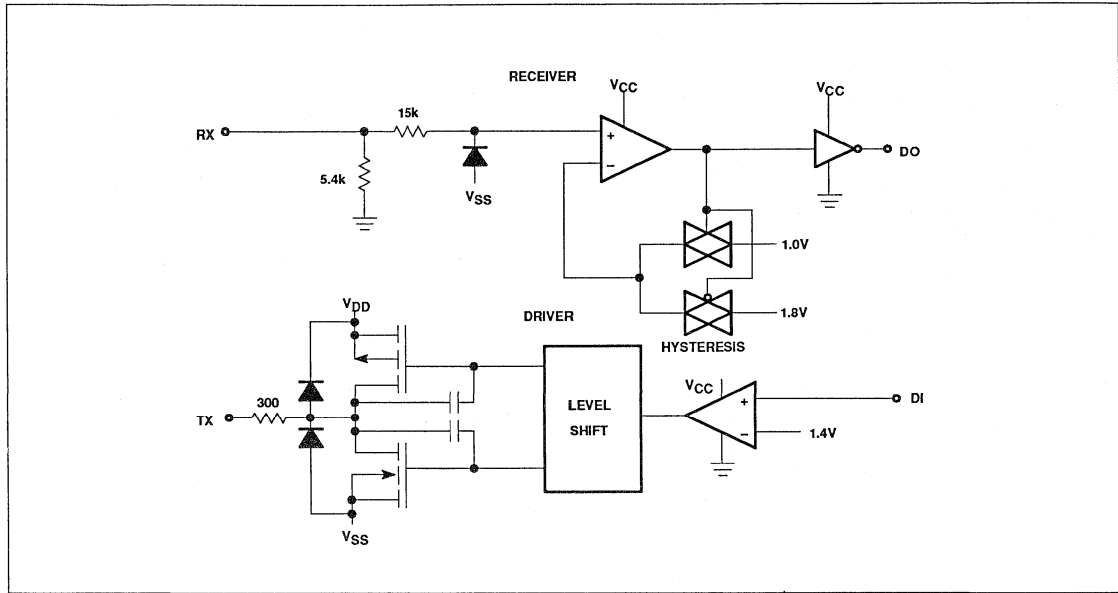 RECEIVER
VCC
VCC
15k
RX
+
−
DO
5.4k
VSS
1.0V
1.8V
HYSTERESIS
VDD
DRIVER
VCC
300
TX
LEVEL
SHIFT
+
−
DI
1.4V
VSS